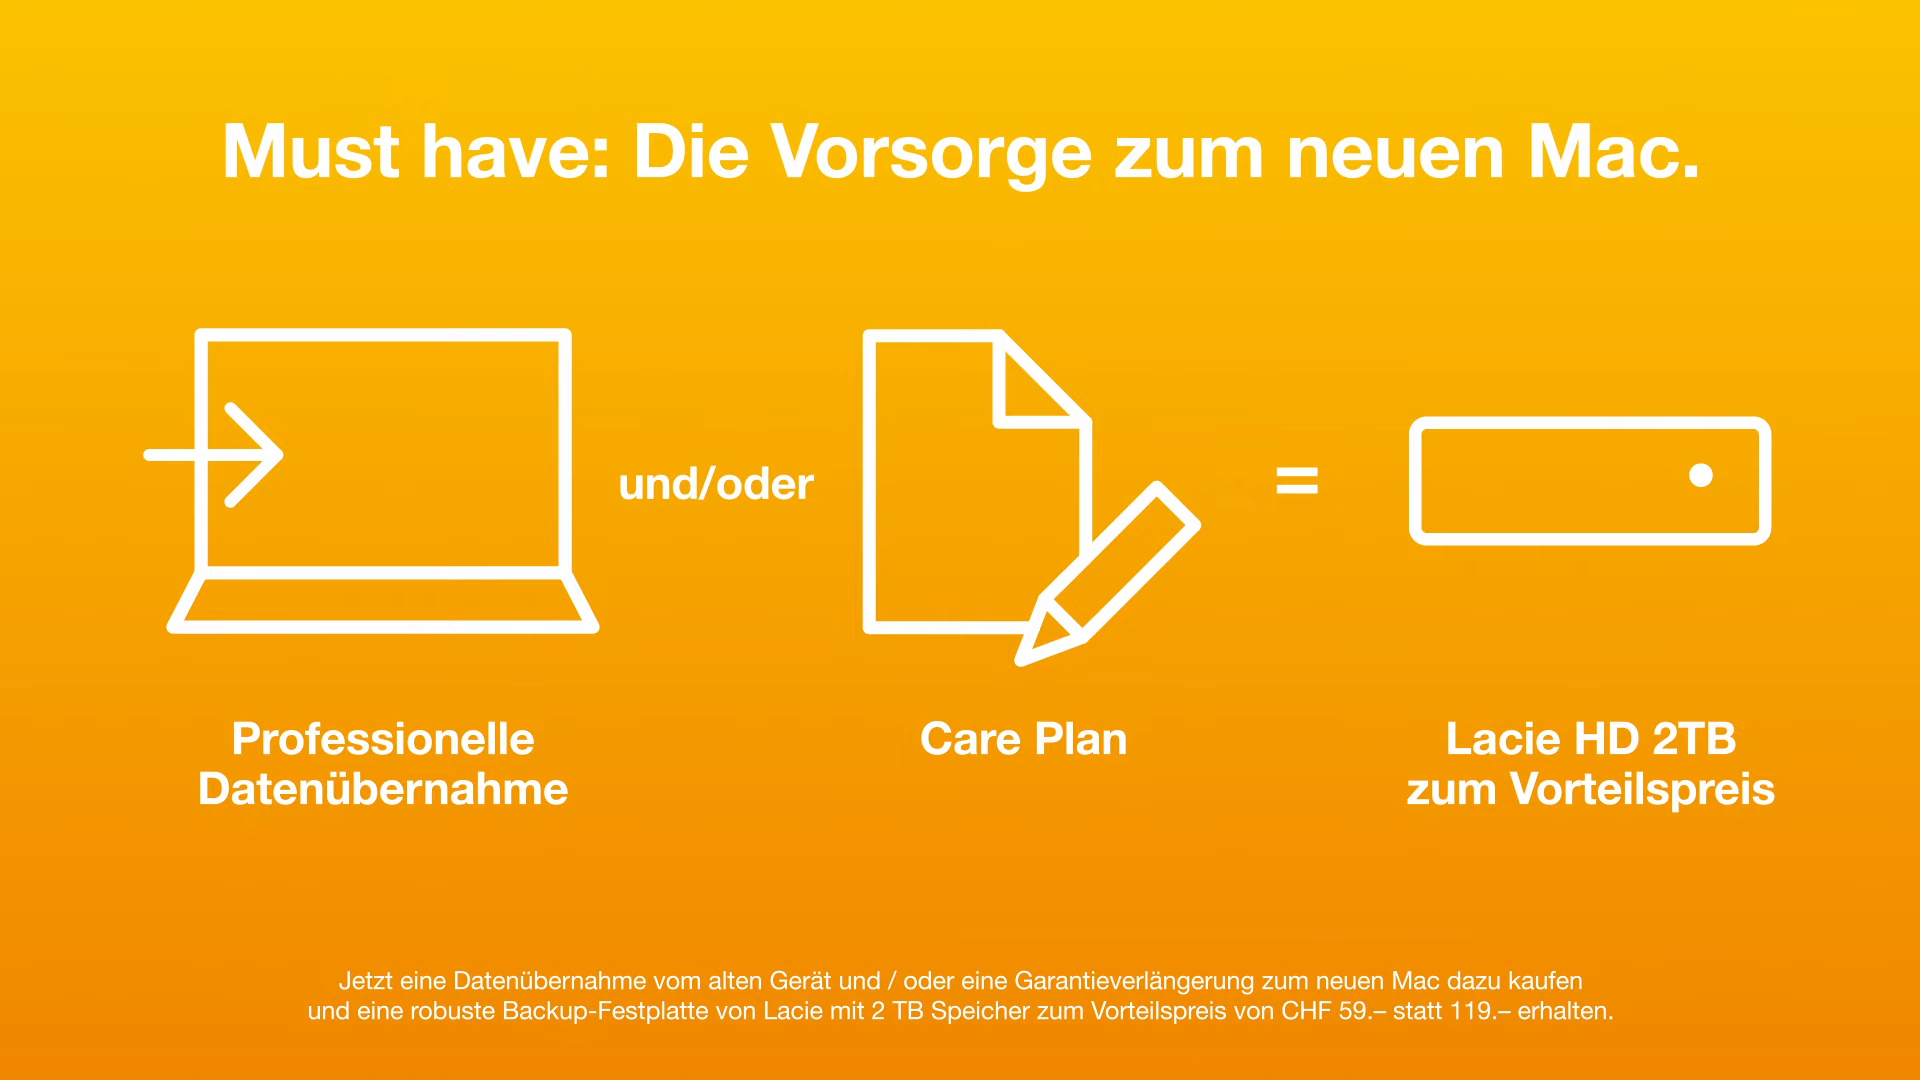 Must have: Die Vorsorge zum neuen Mac.
und/oder
=
Professionelle
Datenübernahme
Care Plan
Lacie HD 2TB
zum Vorteilspreis
Jetzt eine Datenübernahme vom alten Gerät und / oder eine Garantieverlängerung zum neuen Mac dazu kaufen
und eine robuste Backup-Festplatte von Lacie mit 2 TB Speicher zum Vorteilspreis von CHF 59.– statt 119.– erhalten.